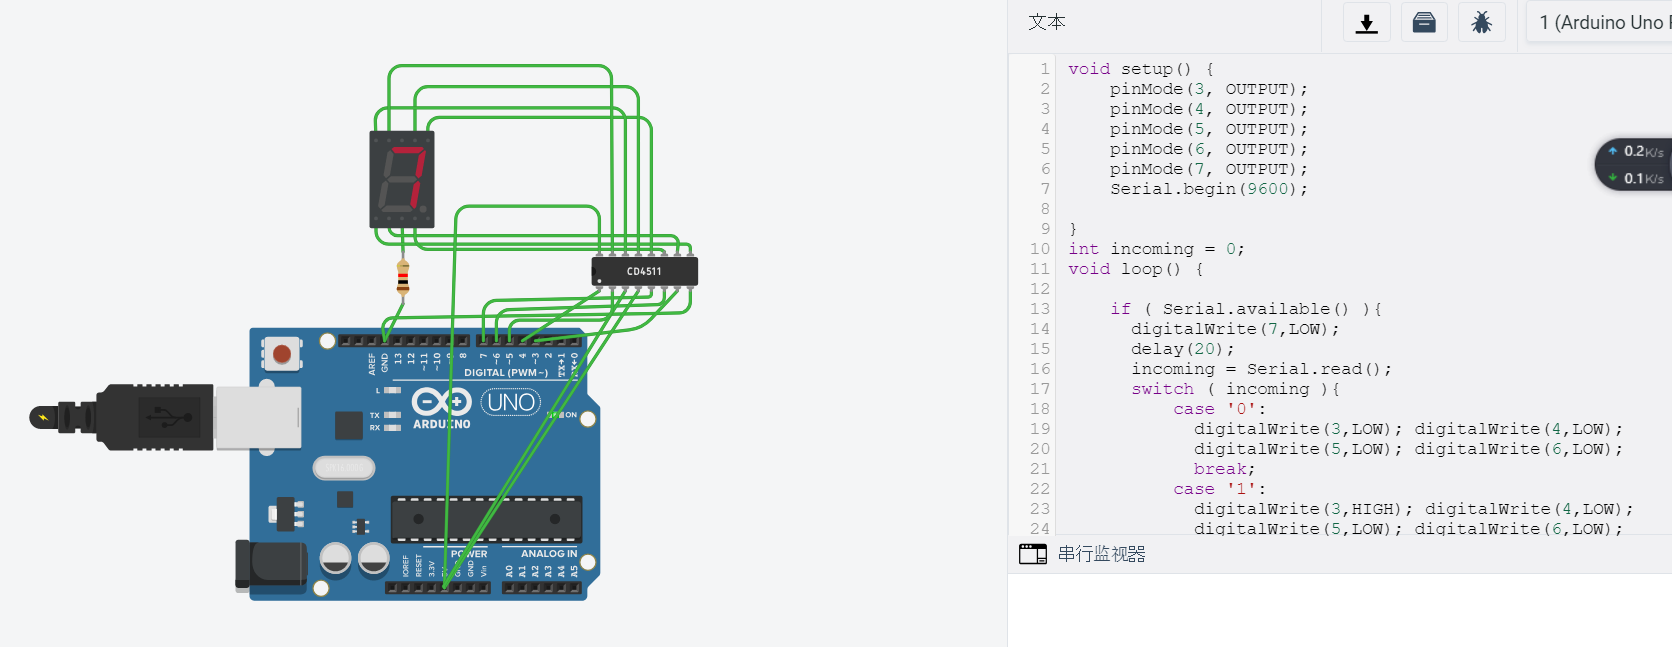 文本
1 (Arduino Uno
0.2K/s
0.1K/s
1 void setup() {
2 pinMode(3, OUTPUT);
3 pinMode(4, OUTPUT);
4 pinMode(5, OUTPUT);
5 pinMode(6, OUTPUT);
6 pinMode(7, OUTPUT);
7 Serial.begin(9600);
8
9 }
10 int incoming = 0;
11 void loop() {
12
13 if ( Serial.available() ){
14 digitalWrite(7,LOW);
15 delay(20);
16 incoming = Serial.read();
17 switch ( incoming ){
18 case '0':
19 digitalWrite(3,LOW); digitalWrite(4,LOW);
20 digitalWrite(5,LOW); digitalWrite(6,LOW);
21 break;
22 case '1':
23 digitalWrite(3,HIGH); digitalWrite(4,LOW);
24 digitalWrite(5,LOW); digitalWrite(6,LOW);
串行监视器
7
CD4511
AREF
GND
13
12
~11
~10
8
7
~6
~5
4
~3
2
TX→1
DIGITAL (PWM~)
L
TX
RX
UNO
ON
ARDUINO
POWER
ANALOG IN
IOREF
RESET
3.3V
GND
Vin
A0
A1
A2
A3
A4
A5